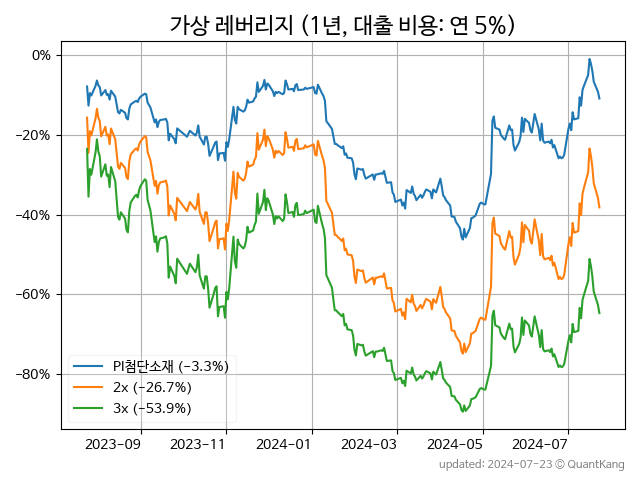 가상 레버리지 (1년, 대출 비용: 연 5%)
0%
−20%
−40%
−60%
−80%
PI첨단소재 (−3.3%)
2x (−26.7%)
3x (−53.9%)
2023-09 2023-11 2024-01 2024-03 2024-05 2024-07
updated: 2024-07-23 © QuantKang